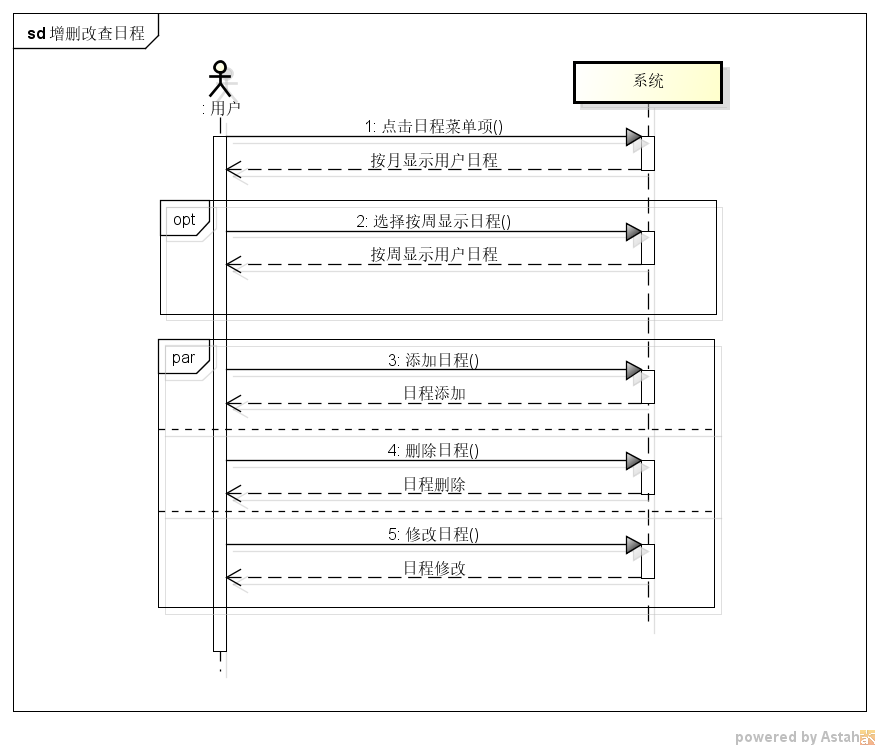 sd 增删改查日程
: 用户
系统
1: 点击日程菜单项()
按月显示用户日程
opt
2: 选择按周显示日程()
按周显示用户日程
par
3: 添加日程()
日程添加
4: 删除日程()
日程删除
5: 修改日程()
日程修改
powered by Astah